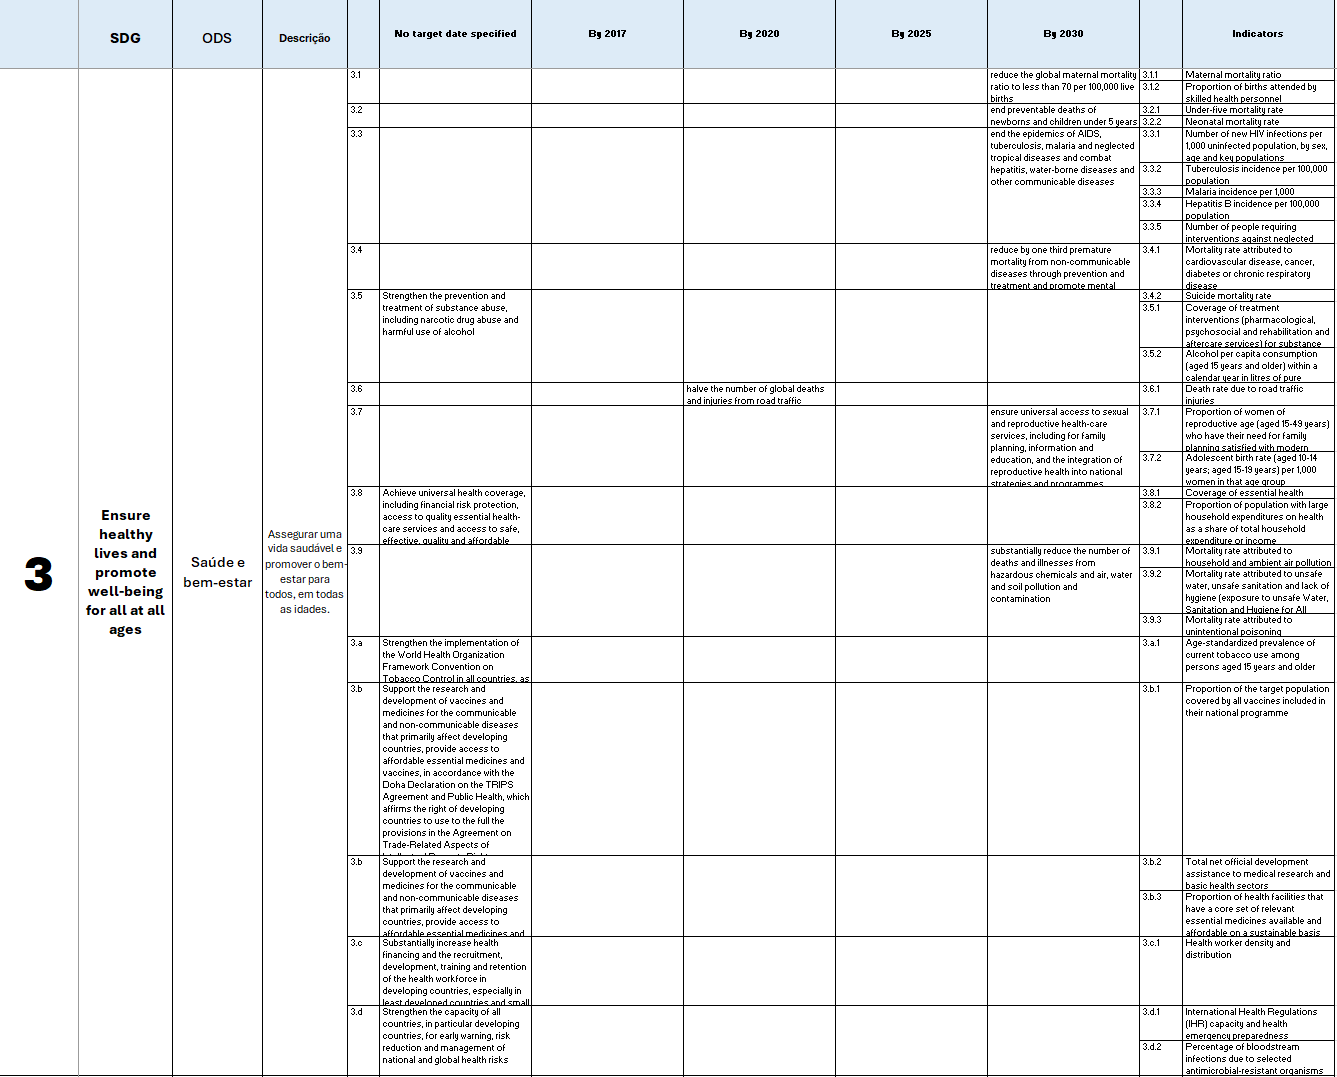 SDG
ODS
Descrição
No target date specified
By 2017
By 2020
By 2025
By 2030
Indicators
3
Ensure
healthy
lives and
promote
well-being
for all at all
ages
Saúde e
bem-estar
Assegurar uma
vida saudável e
promover o bem-
estar para
todos, em todas
as idades.
3.1
reduce the global maternal mortality
ratio to less than 70 per 100,000 live
births
3.1.1
Maternal mortality ratio
3.1.2
Proportion of births attended by
skilled health personnel
3.2
end preventable deaths of
newborns and children under 5 years
3.2.1
Under-five mortality rate
3.2.2
Neonatal mortality rate
3.3
end the epidemics of AIDS,
tuberculosis, malaria and neglected
tropical diseases and combat
hepatitis, water-borne diseases and
other communicable diseases
3.3.1
Number of new HIV infections per
1,000 uninfected population, by sex,
age and key populations
3.3.2
Tuberculosis incidence per 100,000
population
3.3.3
Malaria incidence per 1,000
3.3.4
Hepatitis B incidence per 100,000
population
3.3.5
Number of people requiring
interventions against neglected
3.4
reduce by one third premature
mortality from non-communicable
diseases through prevention and
treatment and promote mental
3.4.1
Mortality rate attributed to
cardiovascular disease, cancer,
diabetes or chronic respiratory
disease
3.5
Strengthen the prevention and
treatment of substance abuse,
including narcotic drug abuse and
harmful use of alcohol
3.4.2
Suicide mortality rate
3.5.1
Coverage of treatment
interventions (pharmacological,
psychosocial and rehabilitation and
aftercare services) for substance
3.5.2
Alcohol per capita consumption
(aged 15 years and older) within a
calendar year in litres of pure
3.6
halve the number of global deaths
and injuries from road traffic
3.6.1
Death rate due to road traffic
injuries
3.7
ensure universal access to sexual
and reproductive health-care
services, including for family
planning, information and
education, and the integration of
reproductive health into national
strategies and programmes
3.7.1
Proportion of women of
reproductive age (aged 15-49 years)
who have their need for family
planning satisfied with modern
3.7.2
Adolescent birth rate (aged 10-14
years; aged 15-19 years) per 1,000
women in that age group
3.8
Achieve universal health coverage,
including financial risk protection,
access to quality essential health-
care services and access to safe,
effective, quality and affordable
3.8.1
Coverage of essential health
3.8.2
Proportion of population with large
household expenditures on health
as a share of total household
expenditure or income
3.9
substantially reduce the number of
deaths and illnesses from
hazardous chemicals and air, water
and soil pollution and
contamination
3.9.1
Mortality rate attributed to
household and ambient air pollution
3.9.2
Mortality rate attributed to unsafe
water, unsafe sanitation and lack of
hygiene (exposure to unsafe Water,
Sanitation and Hygiene for All
3.9.3
Mortality rate attributed to
unintentional poisoning
3.a
Strengthen the implementation of
the World Health Organization
Framework Convention on
Tobacco Control in all countries, as
3.a.1
Age-standardized prevalence of
current tobacco use among
persons aged 15 years and older
3.b
Support the research and
development of vaccines and
medicines for the communicable
and non-communicable diseases
that primarily affect developing
countries, provide access to
affordable essential medicines and
vaccines, in accordance with the
Doha Declaration on the TRIPS
Agreement and Public Health, which
affirms the right of developing
countries to use to the full the
provisions in the Agreement on
Trade-Related Aspects of
3.b.1
Proportion of the target population
covered by all vaccines included in
their national programme
3.b
Support the research and
development of vaccines and
medicines for the communicable
and non-communicable diseases
that primarily affect developing
countries, provide access to
affordable essential medicines and
3.b.2
Total net official development
assistance to medical research and
basic health sectors
3.b.3
Proportion of health facilities that
have a core set of relevant
essential medicines available and
affordable on a sustainable basis
3.c
Substantially increase health
financing and the recruitment,
development, training and retention
of the health workforce in
developing countries, especially in
least developed countries and small
3.c.1
Health worker density and
distribution
3.d
Strengthen the capacity of all
countries, in particular developing
countries, for early warning, risk
reduction and management of
national and global health risks
3.d.1
International Health Regulations
(IHR) capacity and health
emergency preparedness
3.d.2
Percentage of bloodstream
infections due to selected
antimicrobial-resistant organisms